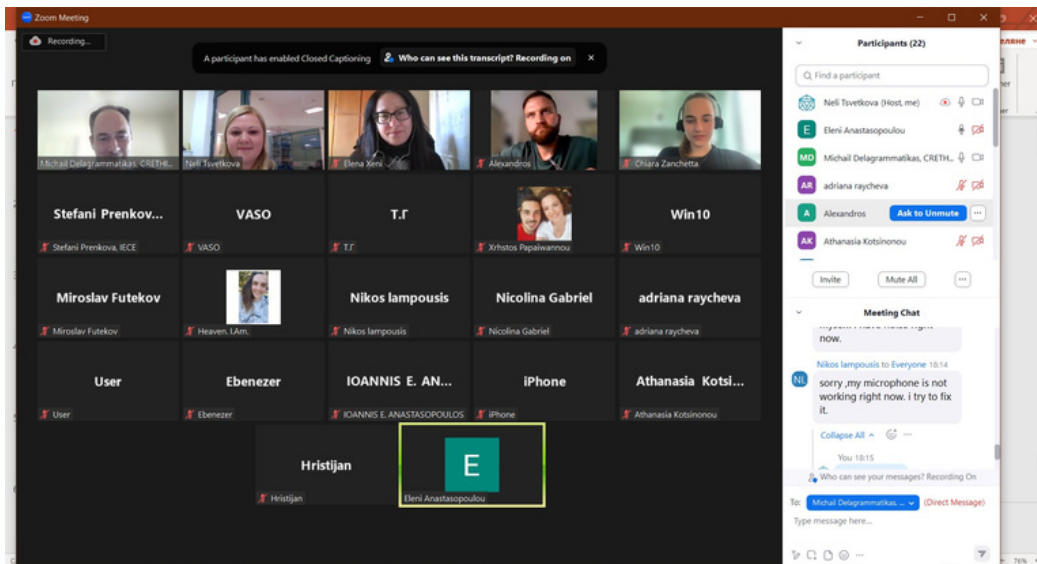 Zoom Meeting
Recording...
A participant has enabled Closed Captioning Who can see this transcript? Recording on
Michail Delagrammatikas, CRETHI...
Neli Tsvetkova
Elena Xeni
Alexandros
Chiara Zanchetta
Stefani Prenkov...
VASO
T.Γ
Win10
Stefani Prenkova, IECE
VASO
T.Γ
Xrhstos Papaiwannou
Win10
Miroslav Futekov
Nikos lampousis
Nicolina Gabriel
adriana raycheva
Miroslav Futekov
Heaven. I.Am.
Nikos lampousis
Nicolina Gabriel
adriana raycheva
User
Ebenezer
IOANNIS E. AN...
iPhone
Athanasia Kotsi...
User
Ebenezer
IOANNIS E. ANASTASOPOULOS
iPhone
Athanasia Kotsinonou
Hristijan
E
Hristijan
Eleni Anastasopoulou
Participants (22)
Find a participant
Neli Tsvetkova (Host, me)
E Eleni Anastasopoulou
MD Michail Delagrammatikas, CRETH...
AR adriana raycheva
A Alexandros Ask to Unmute
AK Athanasia Kotsinonou
Invite Mute All
Meeting Chat
now.
Nikos lampousis to Everyone 18:14
NL
sorry ,my microphone is not
working right now. i try to fix
it.
Collapse All
You 18:15
Who can see your messages? Recording On
To: Michail Delagrammatikas, ... (Direct Message)
Type message here...
76%